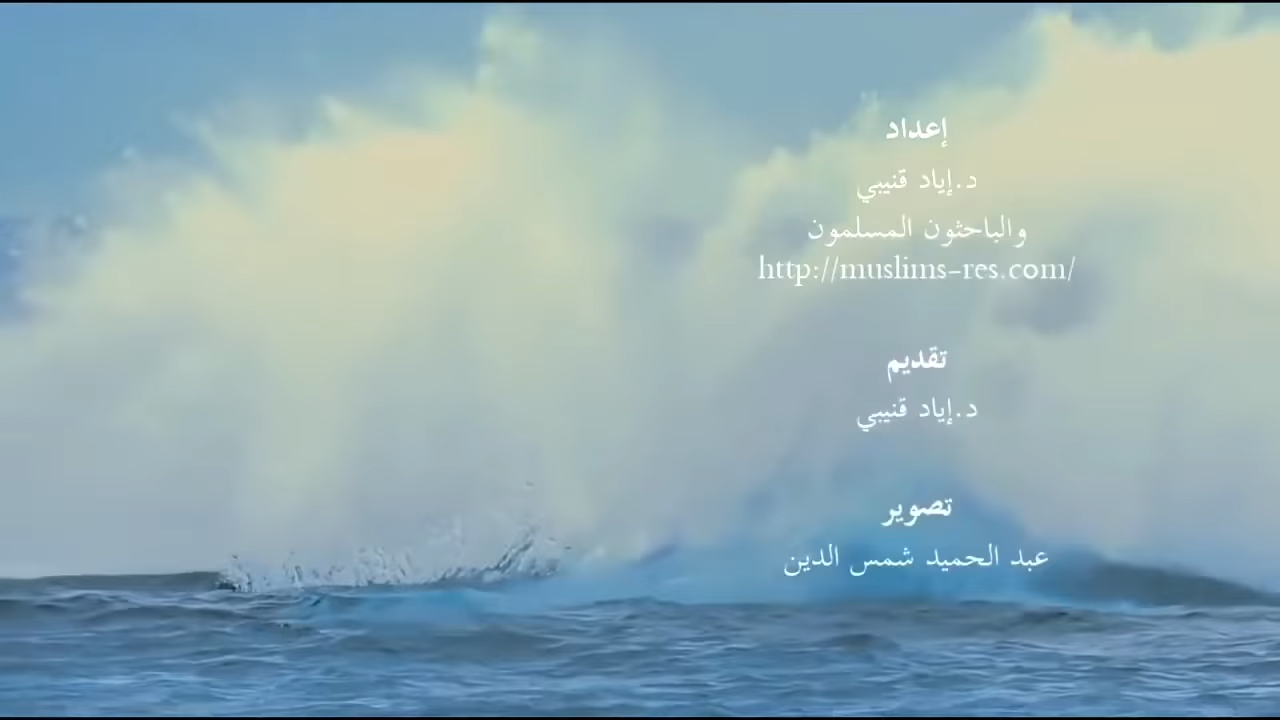 إعداد
د.إياد قنيبي
والباحثون المسلمون
http://muslims-res.com/
تقديم
د.إياد قنيبي
تصوير
عبد الحميد شمس الدين